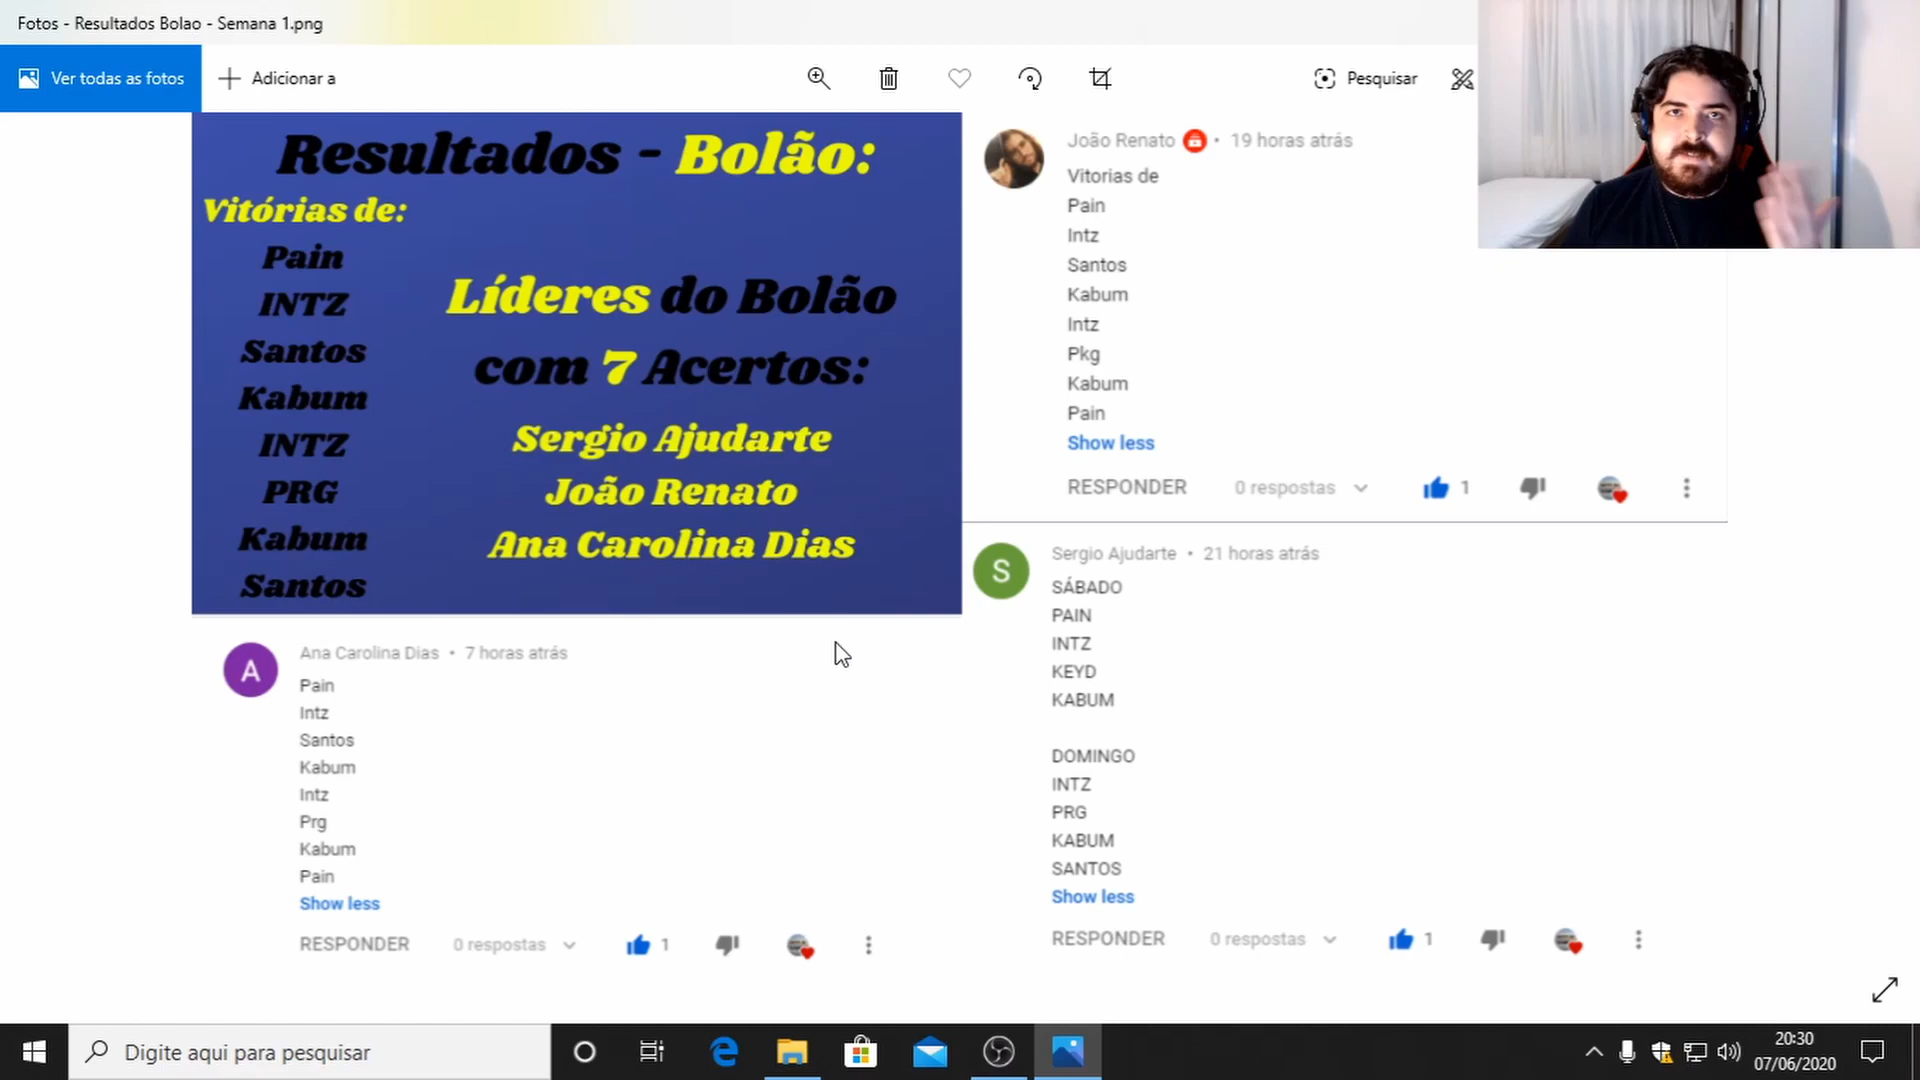 Fotos - Resultados Bolao - Semana 1.png
Ver todas as fotos
Adicionar a
Pesquisar
Resultados - Bolão:
Vitórias de:
Pain
INTZ
Santos
Kabum
INTZ
PRG
Kabum
Santos
Líderes do Bolão
com 7 Acertos:
Sergio Ajudarte
João Renato
Ana Carolina Dias
João Renato • 19 horas atrás
Vitorias de
Pain
Intz
Santos
Kabum
Intz
Pkg
Kabum
Pain
Show less
RESPONDER 0 respostas 1
Sergio Ajudarte • 21 horas atrás
SÁBADO
PAIN
INTZ
KEYD
KABUM
DOMINGO
INTZ
PRG
KABUM
SANTOS
Show less
RESPONDER 0 respostas 1
A
Ana Carolina Dias • 7 horas atrás
Pain
Intz
Santos
Kabum
Intz
Prg
Kabum
Pain
Show less
RESPONDER 0 respostas 1
S
Digite aqui para pesquisar
20:30
07/06/2020